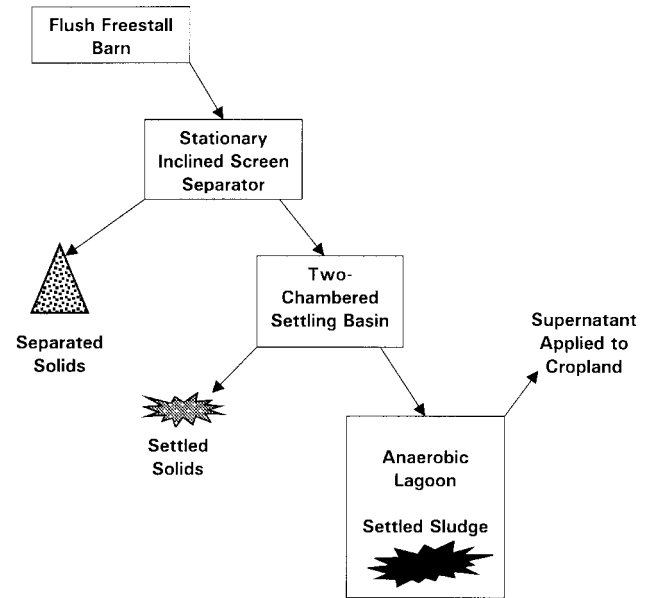 Flush Freestall
Barn
Stationary
Inclined Screen
Separator
Separated
Solids
Two-
Chambered
Settling Basin
Settled
Solids
Supernatant
Applied to
Cropland
Anaerobic
Lagoon
Settled Sludge